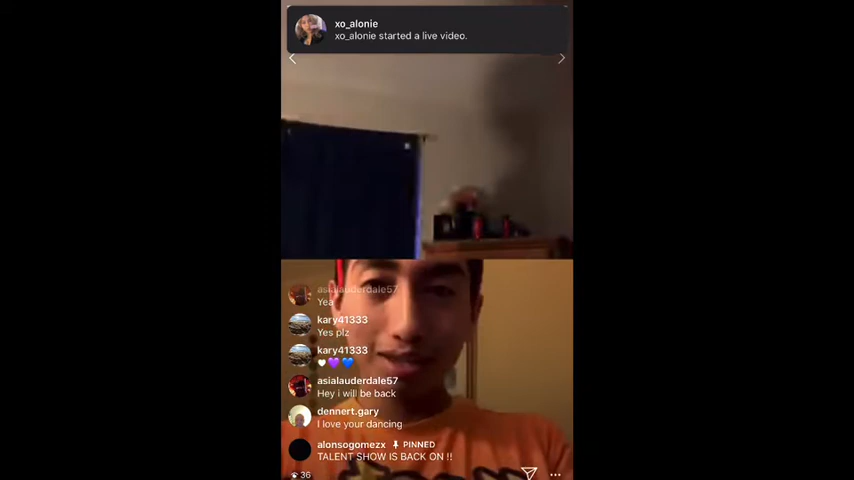 xo_alonie
xo_alonie started a live video.
asialauderdale57
Yea
kary41333
Yes plz
kary41333
🤍💜💙
asialauderdale57
Hey i will be back
dennert.gary
I love your dancing
alonsogomezx PINNED
TALENT SHOW IS BACK ON !!
36